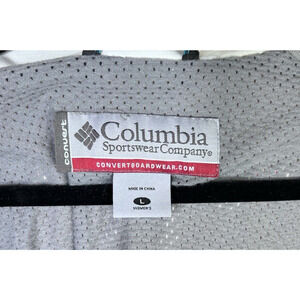 convert
Columbia
Sportswear Company®
CONVERTBOARDWEAR.COM
MADE IN CHINA
L
WOMEN'S